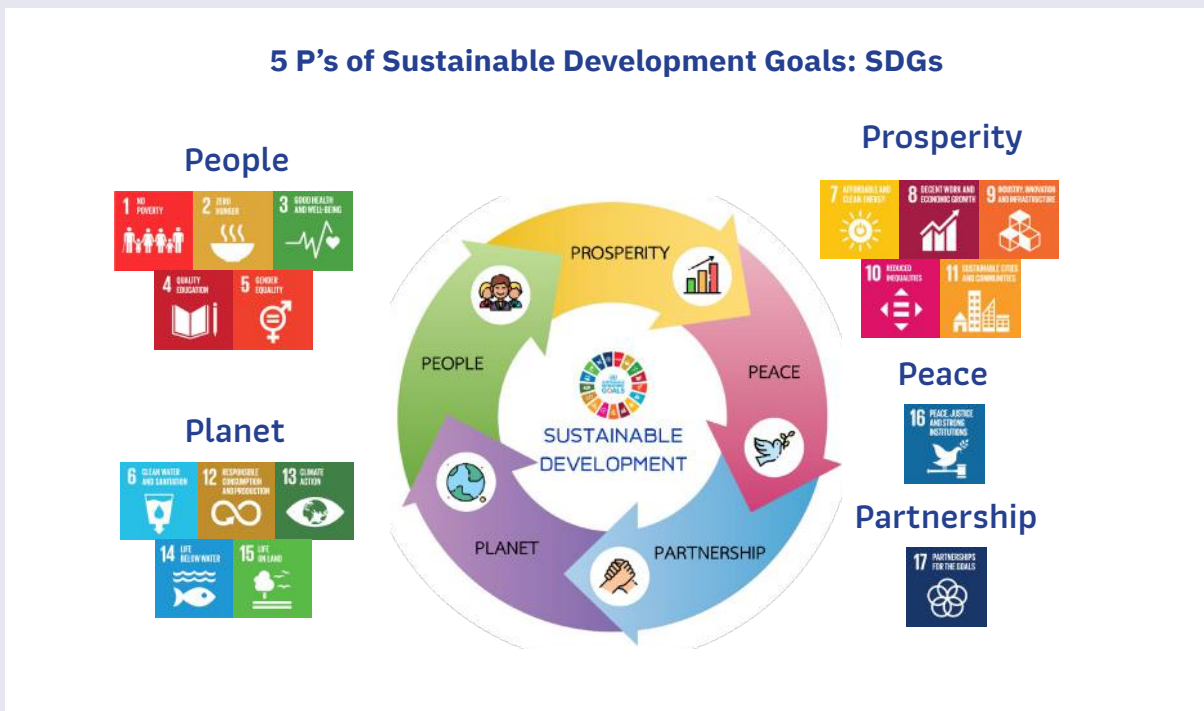 5 P’s of Sustainable Development Goals: SDGs
People
1 NO
POVERTY
2 ZERO
HUNGER
3 GOOD HEALTH
AND WELL-BEING
4 QUALITY
EDUCATION
5 GENDER
EQUALITY
Planet
6 CLEAN WATER
AND SANITATION
12 RESPONSIBLE
CONSUMPTION
AND PRODUCTION
13 CLIMATE
ACTION
14 LIFE
BELOW WATER
15 LIFE
ON LAND
PROSPERITY
PEOPLE
PEACE
GOALS
SUSTAINABLE
DEVELOPMENT
PLANET
PARTNERSHIP
Prosperity
7 AFFORDABLE AND
CLEAN ENERGY
8 DECENT WORK AND
ECONOMIC GROWTH
9 INDUSTRY, INNOVATION
AND INFRASTRUCTURE
10 REDUCED
INEQUALITIES
11 SUSTAINABLE CITIES
AND COMMUNITIES
Peace
16 PEACE, JUSTICE
AND STRONG
INSTITUTIONS
Partnership
17 PARTNERSHIPS
FOR THE GOALS